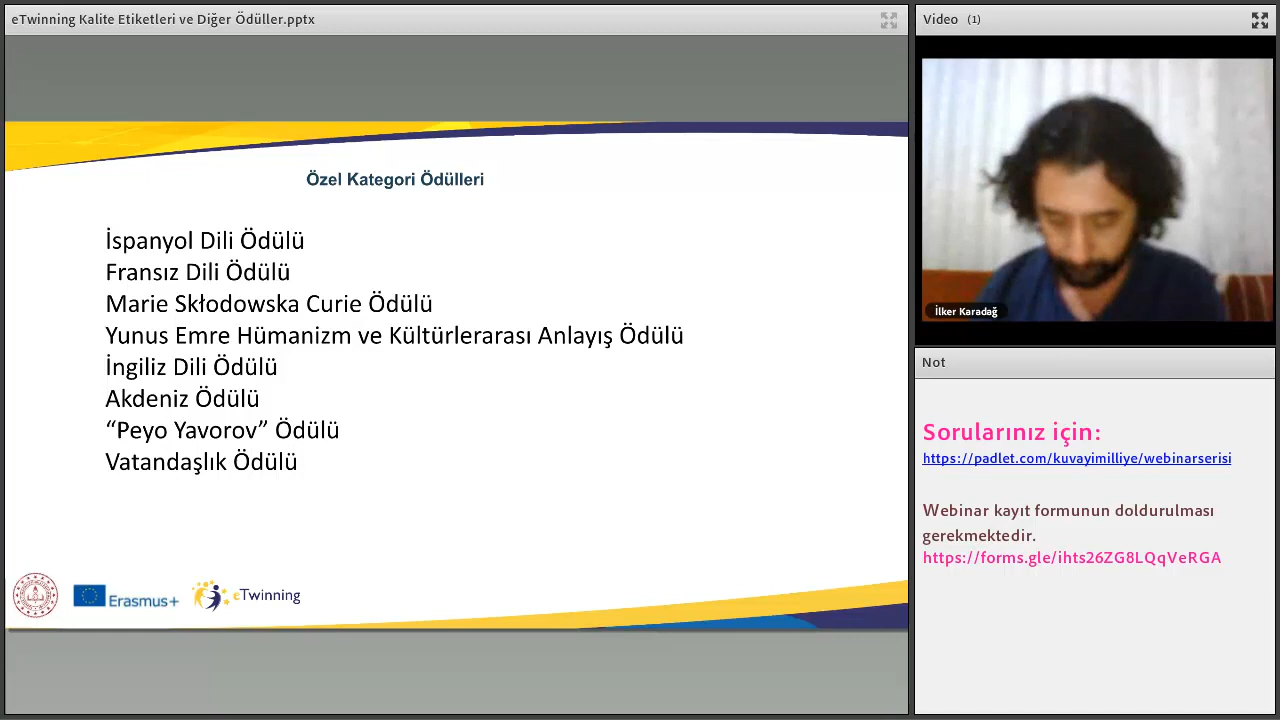 eTwinning Kalite Etiketleri ve Diğer Ödüller.pptx
Özel Kategori Ödülleri
İspanyol Dili Ödülü
Fransız Dili Ödülü
Marie Skłodowska Curie Ödülü
Yunus Emre Hümanizm ve Kültürlerarası Anlayış Ödülü
İngiliz Dili Ödülü
Akdeniz Ödülü
“Peyo Yavorov” Ödülü
Vatandaşlık Ödülü
Erasmus+
eTwinning
Video (1)
İlker Karadağ
Not
Sorularınız için:
https://padlet.com/kuvayimilliye/webinarserisi
Webinar kayıt formunun doldurulması
gerekmektedir.
https://forms.gle/ihts26ZG8LQqVeRGA